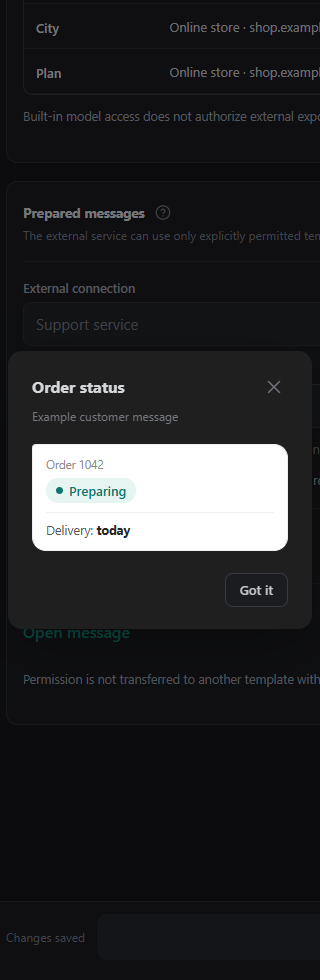 City
Online store · shop.exampl
Plan
Online store · shop.exampl
Built-in model access does not authorize external expo
Prepared messages ?
The external service can use only explicitly permitted tem
External connection
Support service
Order status
Example customer message
Order 1042
Preparing
Delivery: today
Got it
Open message
Permission is not transferred to another template with
Changes saved